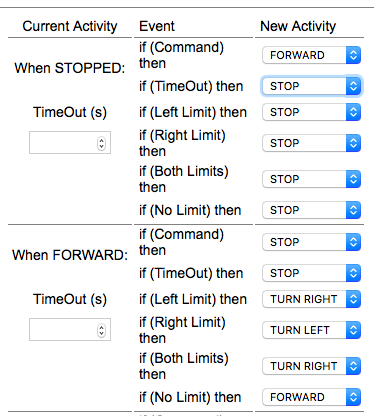 Current Activity Event New Activity
When STOPPED:
if (Command) then FORWARD
if (TimeOut) then STOP
TimeOut (s)
if (Left Limit) then STOP
if (Right Limit) then STOP
if (Both Limits) then STOP
if (No Limit) then STOP
When FORWARD:
if (Command) then STOP
if (TimeOut) then STOP
TimeOut (s)
if (Left Limit) then TURN RIGHT
if (Right Limit) then TURN LEFT
if (Both Limits) then TURN RIGHT
if (No Limit) then FORWARD